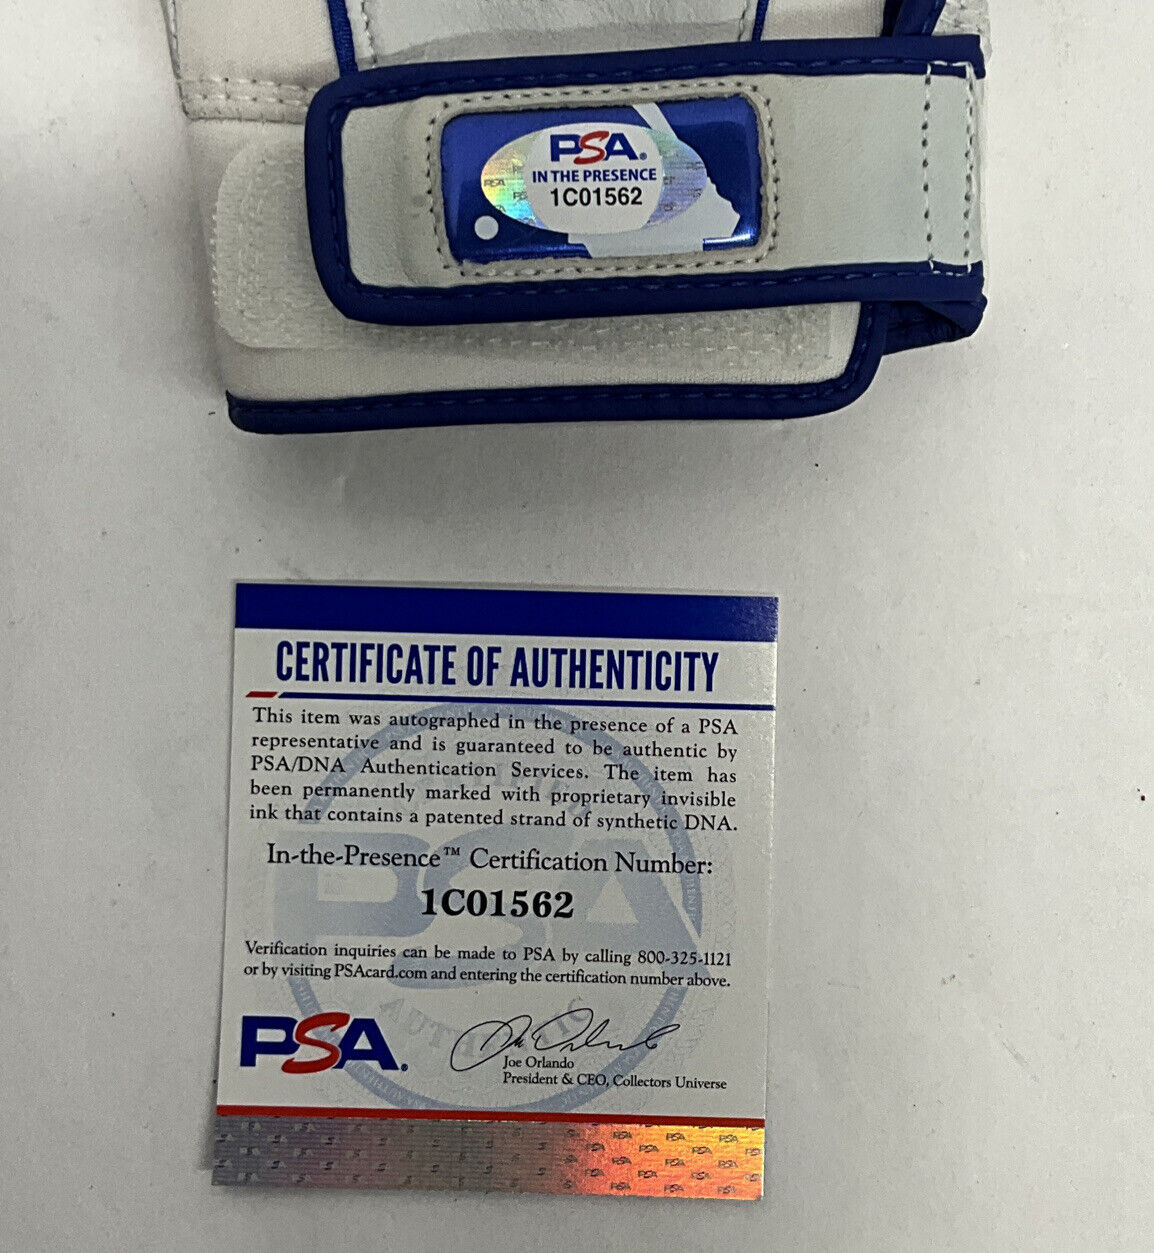 PSA.
IN THE PRESENCE
1C01562
CERTIFICATE OF AUTHENTICITY
This item was autographed in the presence of a PSA
representative and is guaranteed to be authentic by
PSA/DNA Authentication Services. The item has
been permanently marked with proprietary invisible
ink that contains a patented strand of synthetic DNA.
In-the-Presence™ Certification Number:
1C01562
Verification inquiries can be made to PSA by calling 800-325-1121
or by visiting PSAcard.com and entering the certification number above.
PSA.
Joe Orlando
President & CEO, Collectors Universe